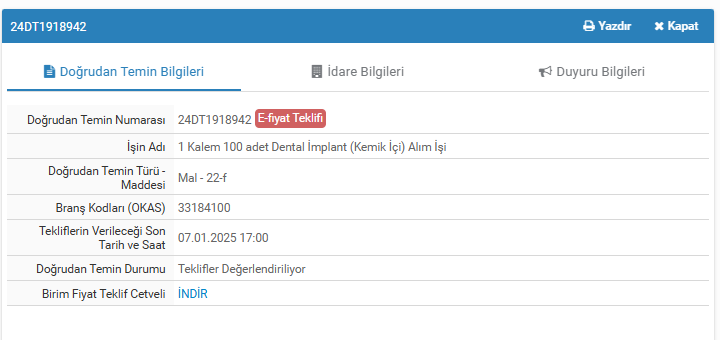 24DT1918942 Yazdır Kapat
Doğrudan Temin Bilgileri İdare Bilgileri Duyuru Bilgileri
Doğrudan Temin Numarası 24DT1918942 E-fiyat Teklifi
İşin Adı 1 Kalem 100 adet Dental İmplant (Kemik İçi) Alım İşi
Doğrudan Temin Türü -
Maddesi Mal - 22-f
Branş Kodları (OKAS) 33184100
Tekliflerin Verileceği Son
Tarih ve Saat 07.01.2025 17:00
Doğrudan Temin Durumu Teklifler Değerlendiriliyor
Birim Fiyat Teklif Cetveli İNDİR